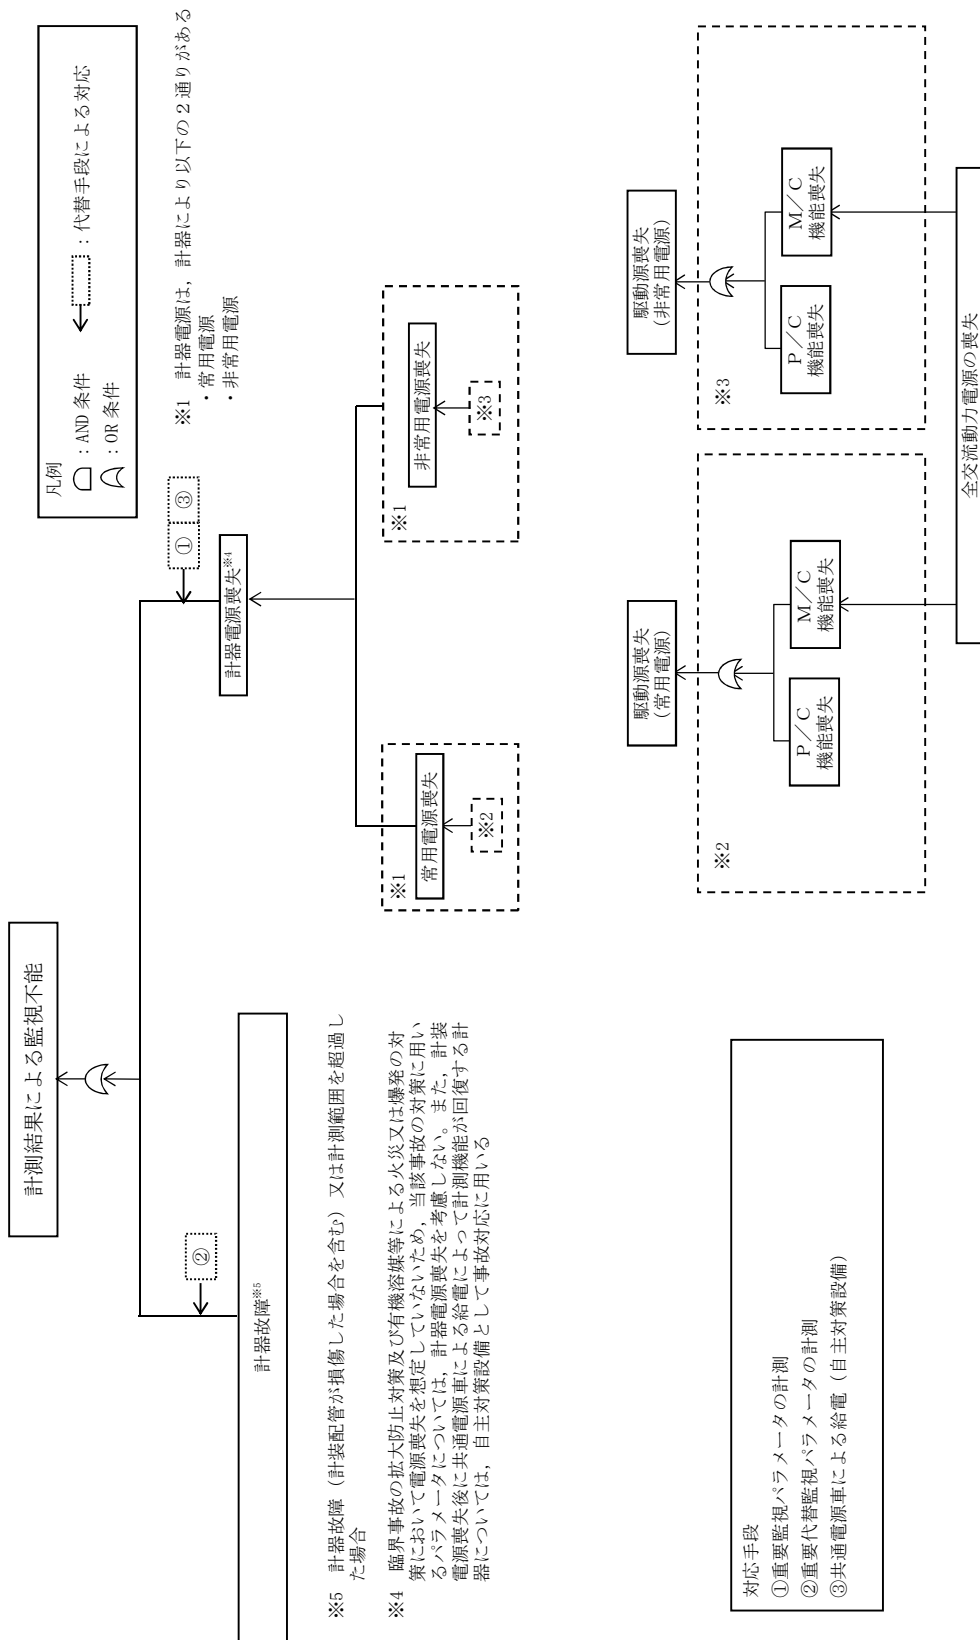 凡例
：AND 条件
：代替手段による対応
：OR 条件
※1　計器電源は，計器により以下の２通りがある
・常用電源
・非常用電源
計測結果による監視不能
②
① ③
計器故障※5
計器電源喪失※4
※1
常用電源喪失
※2
※1
非常用電源喪失
※3
※5　計器故障（計装配管が損傷した場合を含む）又は計測範囲を超過し
た場合
※4　臨界事故の拡大防止対策及び有機溶媒等による火災又は爆発の対
策において電源喪失を想定していないため，当該事故の対策に用い
るパラメータについては，計器電源喪失を考慮しない。また，計装
電源喪失後に共通電源車による給電によって計測機能が回復する計
器については，自主対策設備として事故対応に用いる
駆動源喪失
（常用電源）
※2
P／C
機能喪失
M／C
機能喪失
駆動源喪失
（非常用電源）
※3
P／C
機能喪失
M／C
機能喪失
全交流動力電源の喪失
対応手段
①重要監視パラメータの計測
②重要代替監視パラメータの計測
③共通電源車による給電（自主対策設備）